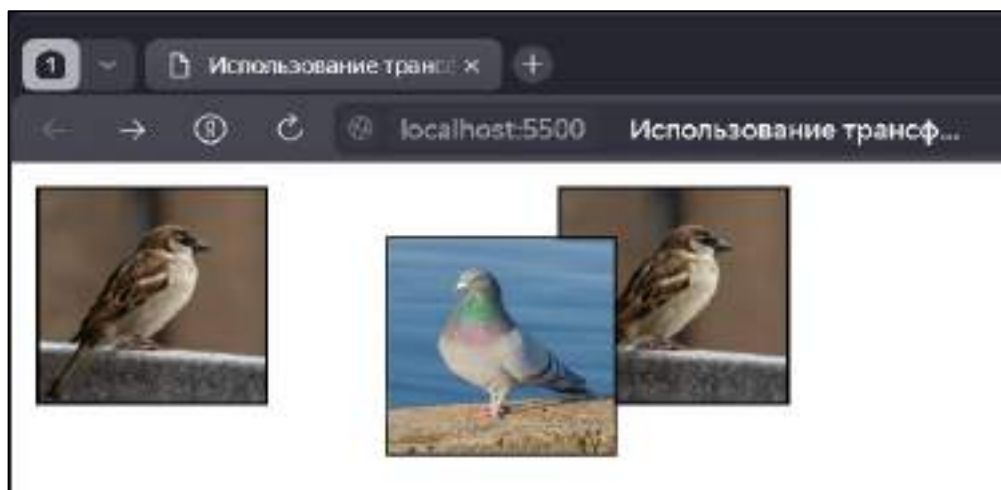 1 Использование транс
localhost:5500 Использование трансф...